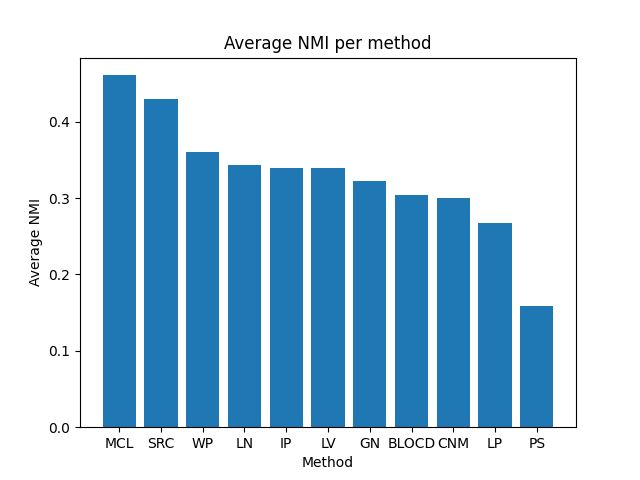 Average NMI per method
Average NMI
0.4
0.3
0.2
0.1
0.0
MCL SRC WP LN IP LV GN BLOCD CNM LP PS
Method